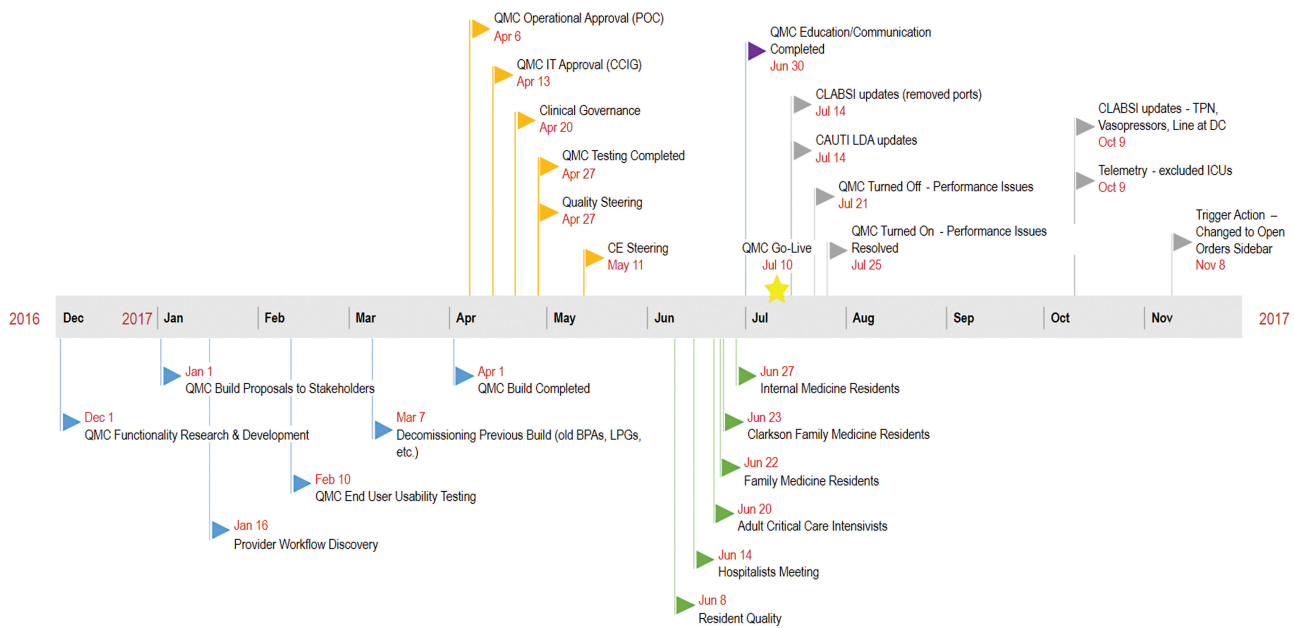 QMC Operational Approval (POC)
Apr 6
QMC IT Approval (CCIG)
Apr 13
Clinical Governance
Apr 20
QMC Testing Completed
Apr 27
Quality Steering
Apr 27
CE Steering
May 11
QMC Education/Communication
Completed
Jun 30
CLABSI updates (removed ports)
Jul 14
CAUTI LDA updates
Jul 14
QMC Turned Off - Performance Issues
Jul 21
QMC Turned On - Performance Issues
Resolved
Jul 25
QMC Go-Live
Jul 10
CLABSI updates - TPN,
Vasopressors, Line at DC
Oct 9
Telemetry - excluded ICUs
Oct 9
Trigger Action –
Changed to Open
Orders Sidebar
Nov 8
2016 Dec 2017 Jan Feb Mar Apr May Jun Jul Aug Sep Oct Nov 2017
Jan 1
QMC Build Proposals to Stakeholders
Dec 1
QMC Functionality Research & Development
Feb 10
QMC End User Usability Testing
Jan 16
Provider Workflow Discovery
Apr 1
QMC Build Completed
Mar 7
Decomissioning Previous Build (old BPAs, LPGs,
etc.)
Jun 27
Internal Medicine Residents
Jun 23
Clarkson Family Medicine Residents
Jun 22
Family Medicine Residents
Jun 20
Adult Critical Care Intensivists
Jun 14
Hospitalists Meeting
Jun 8
Resident Quality